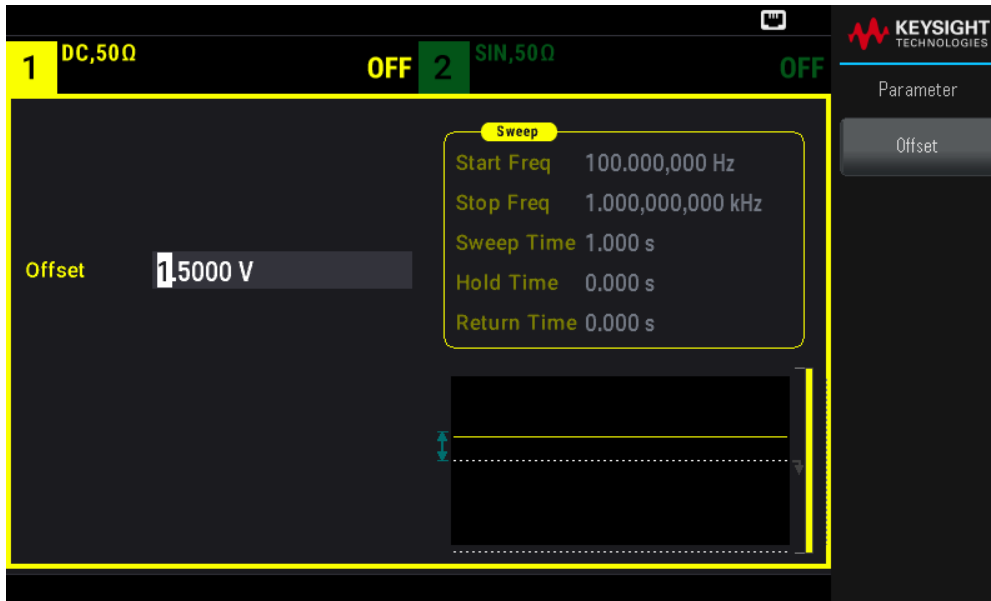 KEYSIGHT
TECHNOLOGIES
1 DC,50Ω OFF 2 SIN,50Ω OFF
Parameter
Offset
Sweep
Start Freq 100.000,000 Hz
Stop Freq 1.000,000,000 kHz
Sweep Time 1.000 s
Hold Time 0.000 s
Return Time 0.000 s
Offset 1.5000 V